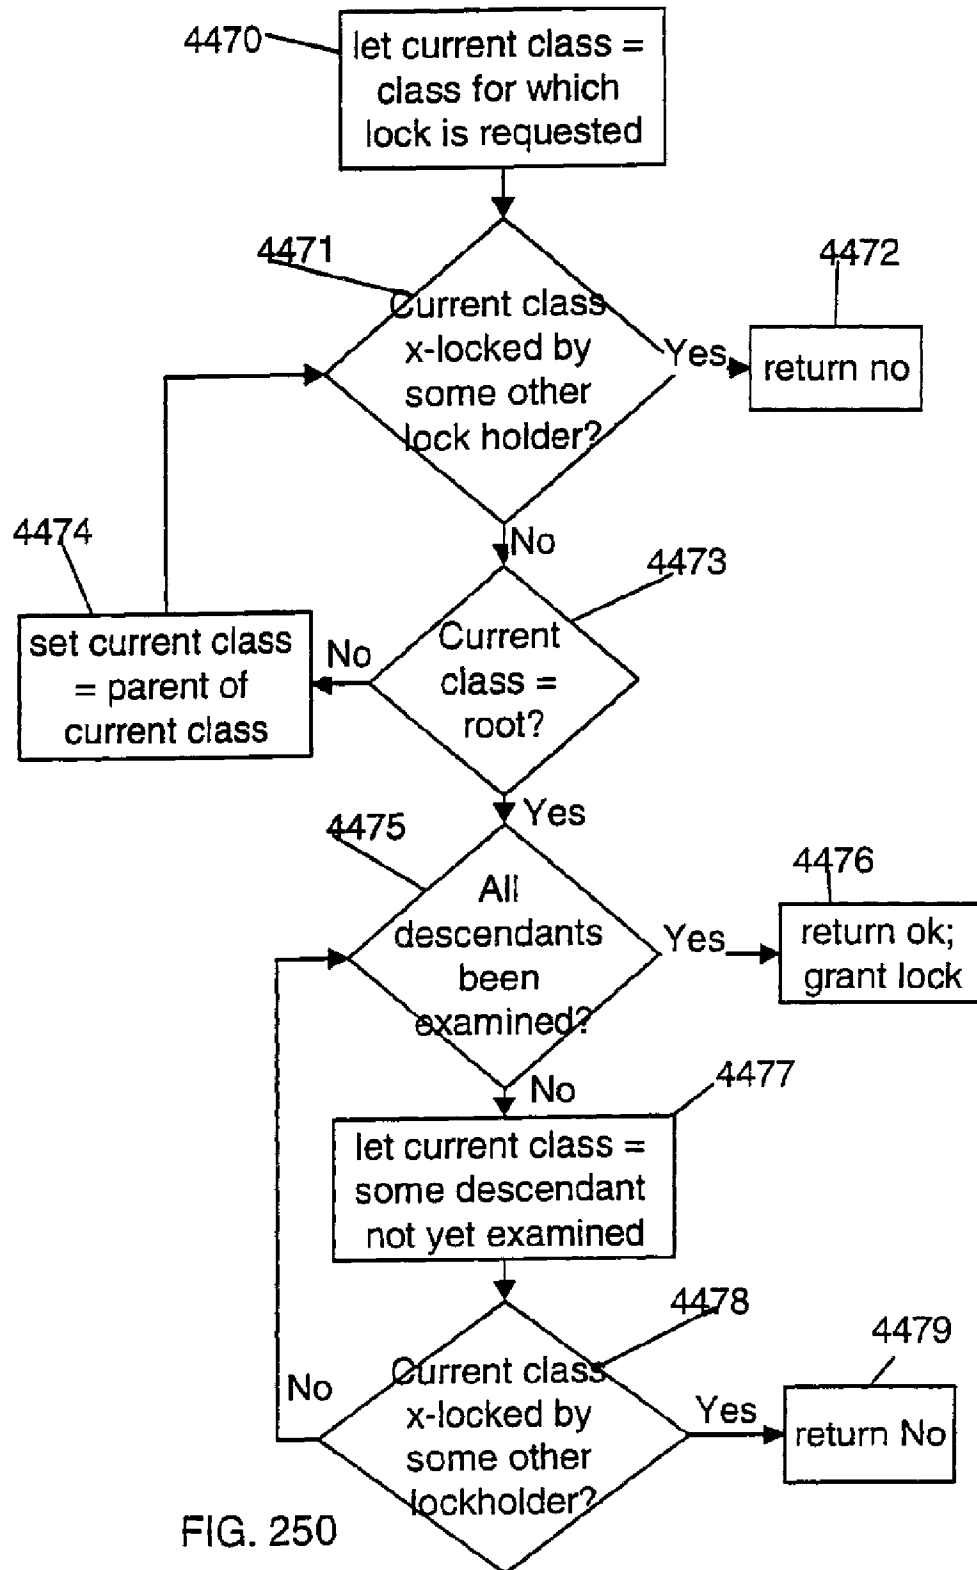 4470
let current class =
class for which
lock is requested
4471
Current class
x-locked by
some other
lock holder?
Yes
4472
return no
No
4473
4474
Current
class =
root?
No
set current class
= parent of
current class
Yes
4475
All
descendants
been
examined?
Yes
4476
return ok;
grant lock
No
4477
let current class =
some descendant
not yet examined
4478
Current class
x-locked by
some other
lockholder?
No
Yes
4479
return No
FIG. 250